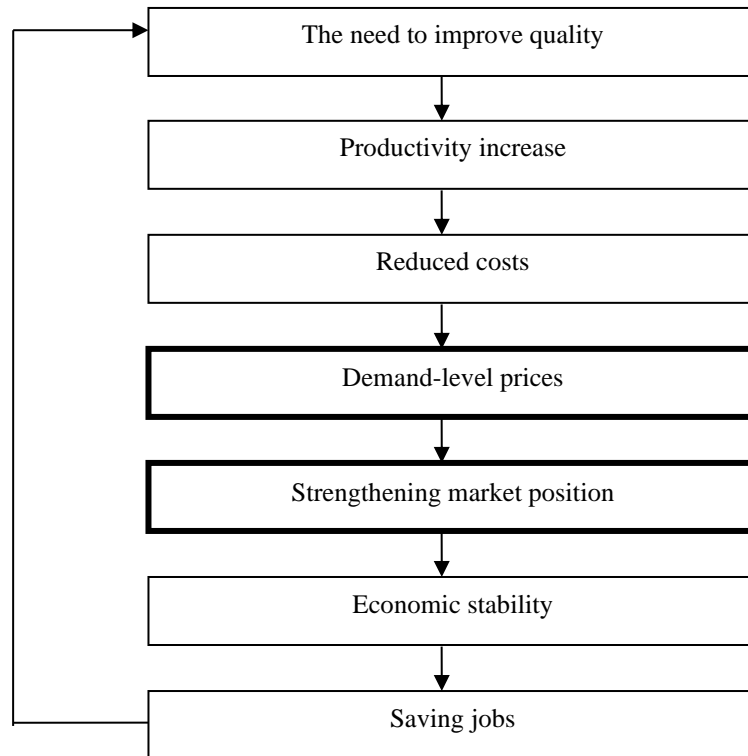 The need to improve quality
Productivity increase
Reduced costs
Demand-level prices
Strengthening market position
Economic stability
Saving jobs